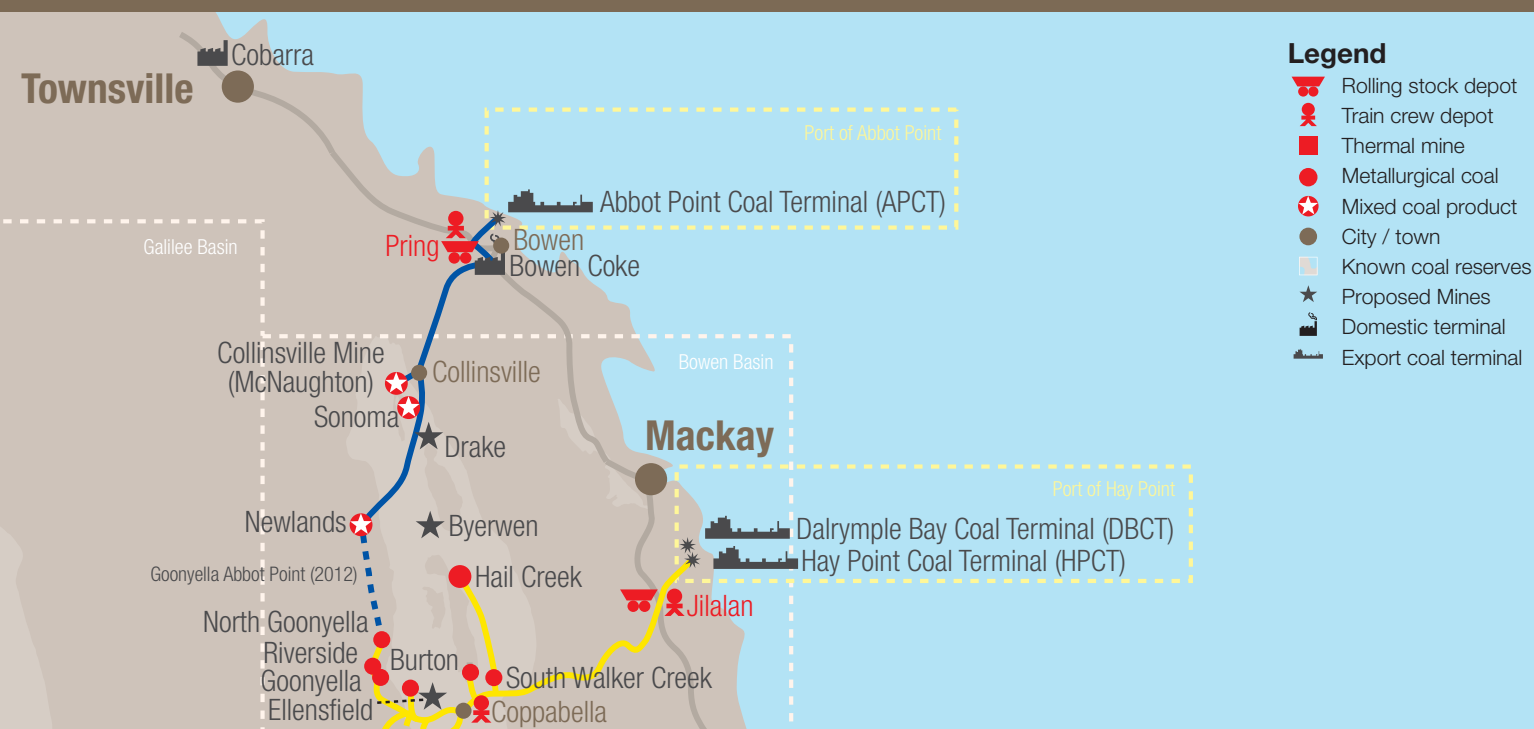 Cobarra
Townsville
Port of Abbot Point
Abbot Point Coal Terminal (APCT)
Pring
Bowen
Bowen Coke
Galilee Basin
Collinsville Mine
(McNaughton)
Collinsville
Bowen Basin
Sonoma
Drake
Mackay
Newlands
Byerwen
Port of Hay Point
Dalrymple Bay Coal Terminal (DBCT)
Hay Point Coal Terminal (HPCT)
Goonyella Abbot Point (2012)
Hail Creek
Jilalan
North Goonyella
Riverside
Burton
Goonyella
South Walker Creek
Ellensfield
Coppabella
Legend
Rolling stock depot
Train crew depot
Thermal mine
Metallurgical coal
Mixed coal product
City / town
Known coal reserves
Proposed Mines
Domestic terminal
Export coal terminal